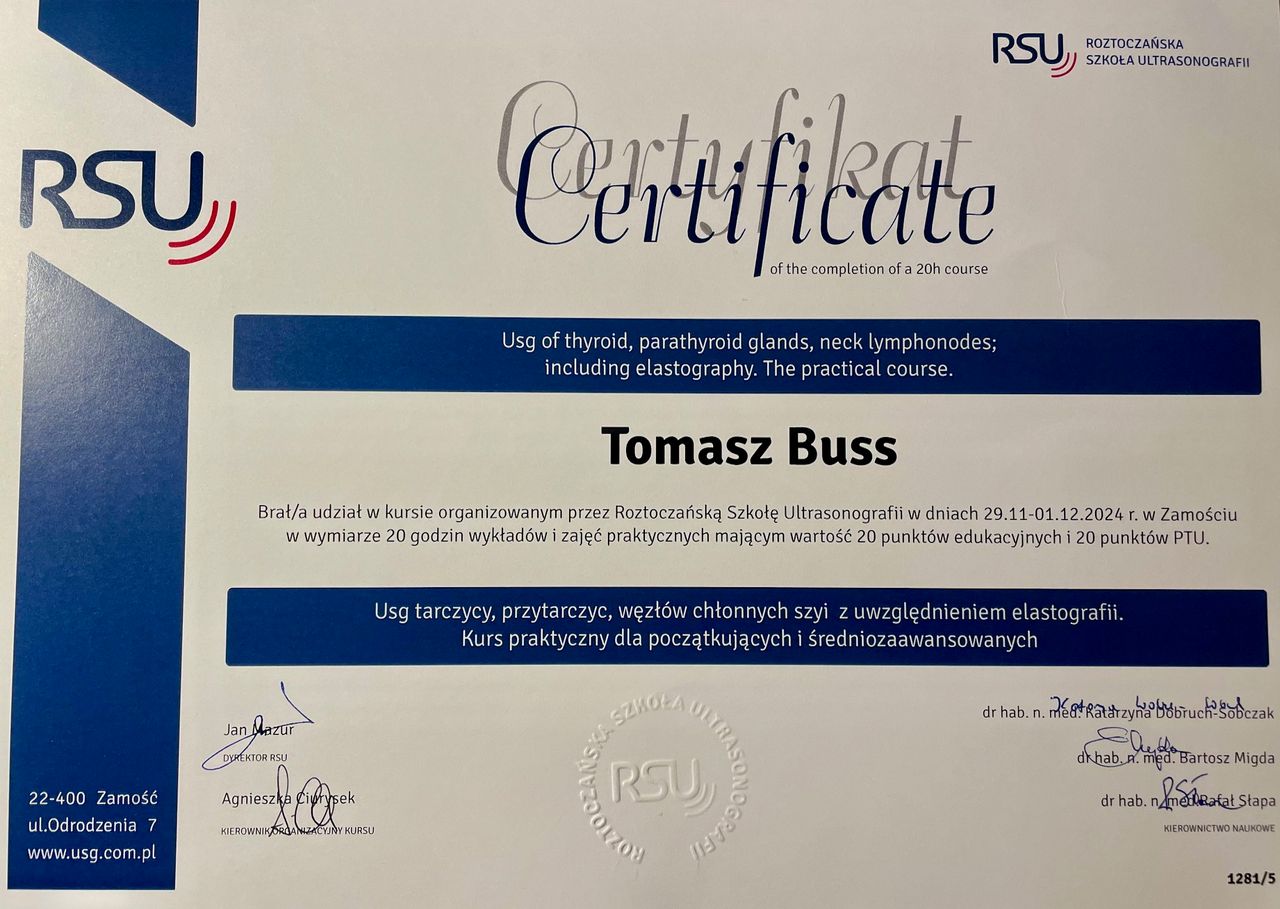 RSU ROZTOCZAŃSKA
SZKOŁA ULTRASONOGRAFII
RSU
Certyfikat
Certificate
of the completion of a 20h course
Usg of thyroid, parathyroid glands, neck lymphonodes;
including elastography. The practical course.
Tomasz Buss
Brał/a udział w kursie organizowanym przez Roztoczańską Szkołę Ultrasonografii w dniach 29.11-01.12.2024 r. w Zamościu
w wymiarze 20 godzin wykładów i zajęć praktycznych mającym wartość 20 punktów edukacyjnych i 20 punktów PTU.
Usg tarczycy, przytarczyc, węzłów chłonnych szyi z uwzględnieniem elastografii.
Kurs praktyczny dla początkujących i średniozaawansowanych
Jan Mazur
DYREKTOR RSU
Agnieszka Ciurysek
KIEROWNIK ORGANIZACYJNY KURSU
ROZTOCZAŃSKA SZKOŁA ULTRASONOGRAFII
RSU
dr hab. n. med. Katarzyna Dobruch-Sobczak
dr hab. n. med. Bartosz Migda
dr hab. n. med. Rafał Słapa
KIEROWNICTWO NAUKOWE
1281/5
22-400 Zamość
ul.Odrodzenia 7
www.usg.com.pl